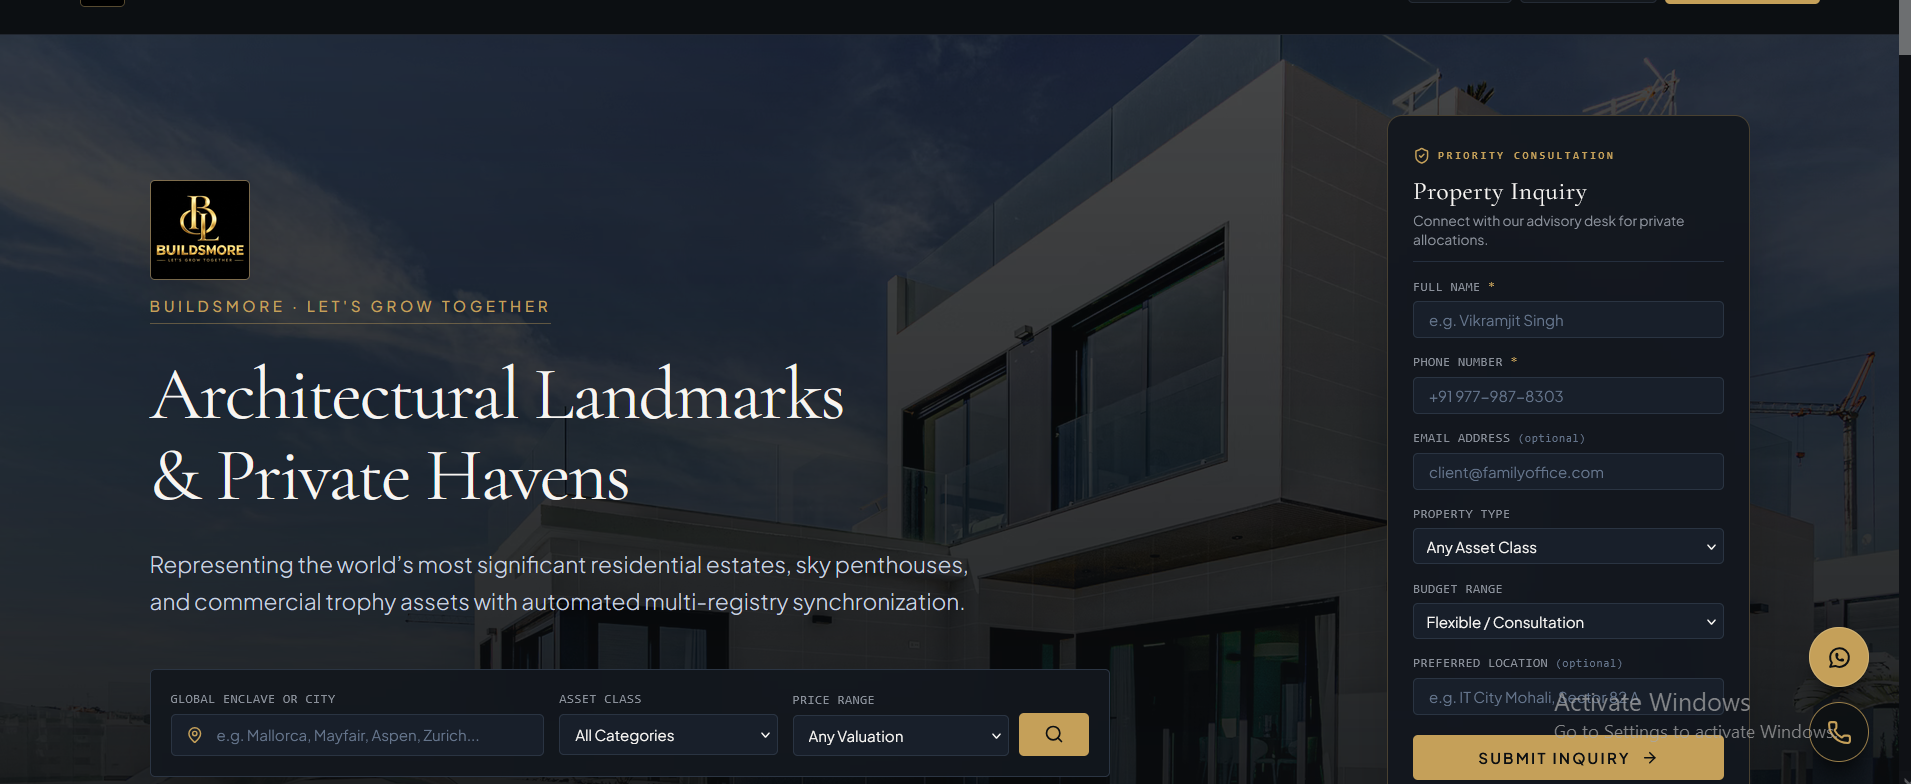 BL
BUILDSMORE
LET'S GROW TOGETHER
BUILDSMORE · LET'S GROW TOGETHER
Architectural Landmarks
& Private Havens
Representing the world’s most significant residential estates, sky penthouses,
and commercial trophy assets with automated multi-registry synchronization.
GLOBAL ENCLAVE OR CITY
e.g. Mallorca, Mayfair, Aspen, Zurich...
ASSET CLASS
All Categories
PRICE RANGE
Any Valuation
PRIORITY CONSULTATION
Property Inquiry
Connect with our advisory desk for private
allocations.
FULL NAME *
e.g. Vikramjit Singh
PHONE NUMBER *
+91 977-987-8303
EMAIL ADDRESS (optional)
client@familyoffice.com
PROPERTY TYPE
Any Asset Class
BUDGET RANGE
Flexible / Consultation
PREFERRED LOCATION (optional)
e.g. IT City Mohali, Sector 82 A
SUBMIT INQUIRY →
Activate Windows
Go to Settings to activate Windows.